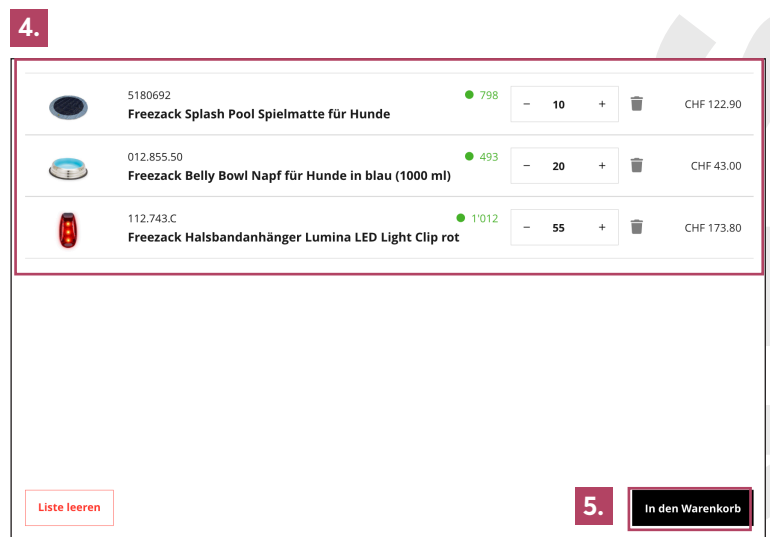 4.
5180692
798
Freezack Splash Pool Spielmatte für Hunde
− 10 +
CHF 122.90
012.855.50
493
Freezack Belly Bowl Napf für Hunde in blau (1000 ml)
− 20 +
CHF 43.00
112.743.C
1'012
Freezack Halsbandanhänger Lumina LED Light Clip rot
− 55 +
CHF 173.80
Liste leeren
5.
In den Warenkorb